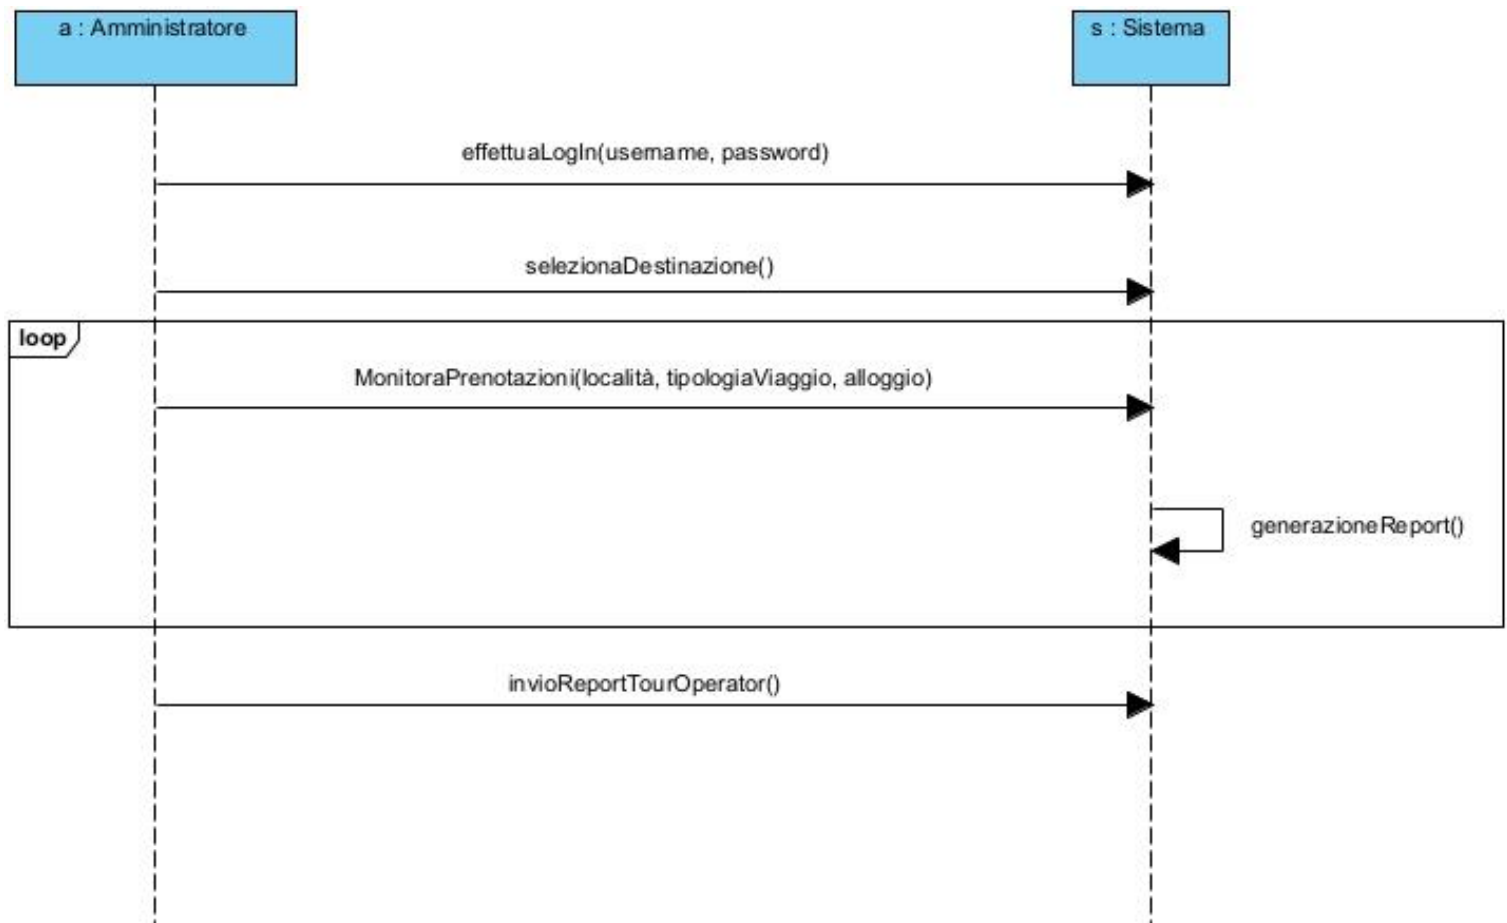 a : Amministratore
s : Sistema
effettuaLogIn(username, password)
selezionaDestinazione()
loop
MonitoraPrenotazioni(località, tipologiaViaggio, alloggio)
generazioneReport()
invioReportTourOperator()